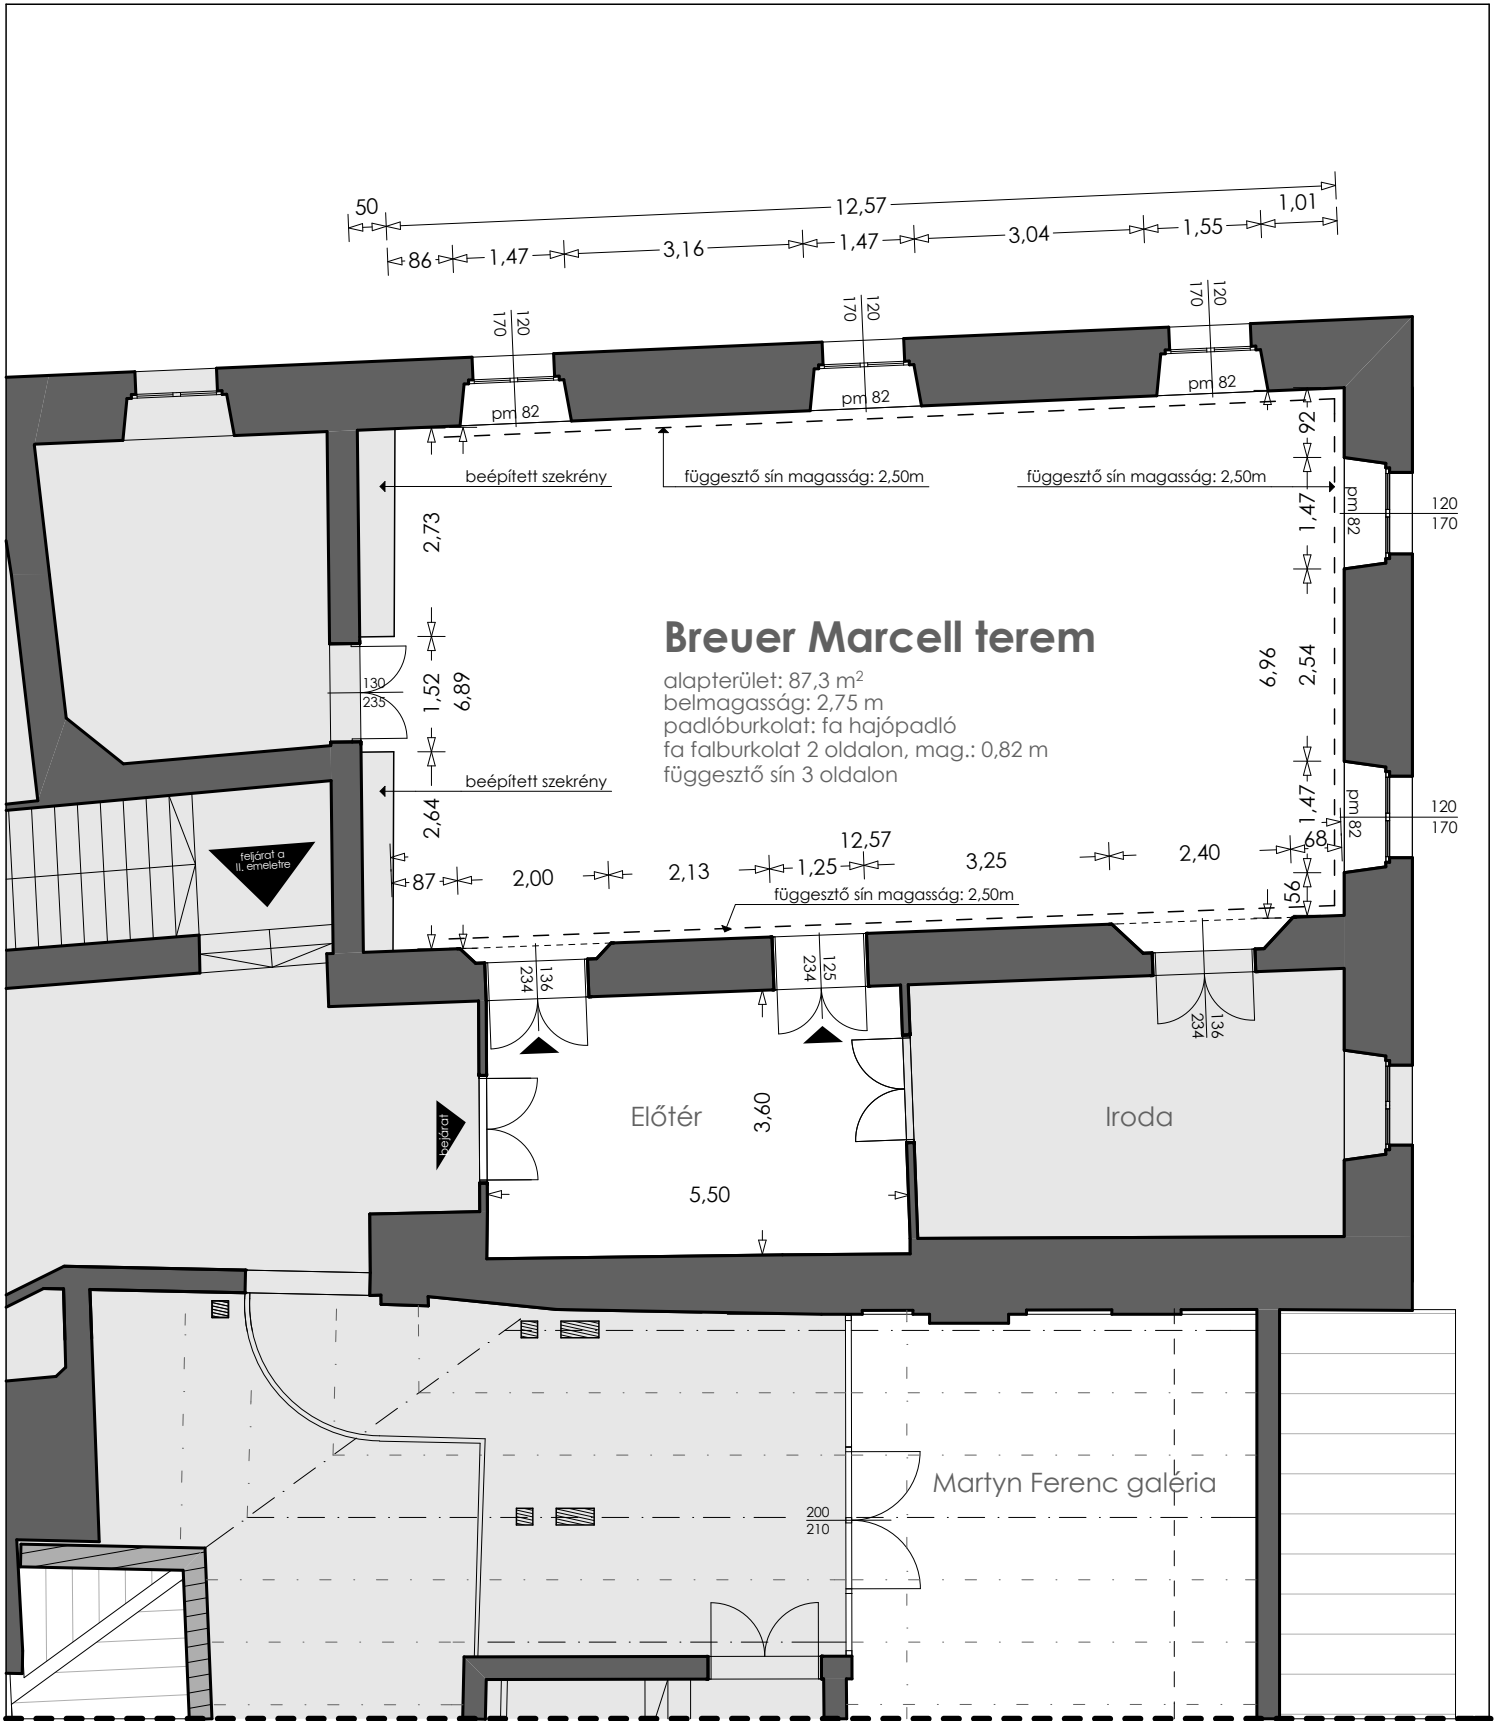 50
12,57
1,01
86
1,47
3,16
1,47
3,04
1,55
170
120
170
120
170
120
pm 82
pm 82
pm 82
92
beépített szekrény
függesztő sín magasság: 2,50m
függesztő sín magasság: 2,50m
2,73
1,47
pm 82
120
170
Breuer Marcell terem
alapterület: 87,3 m²
belmagasság: 2,75 m
padlóburkolat: fa hajópadló
fa falburkolat 2 oldalon, mag.: 0,82 m
függesztő sín 3 oldalon
130
235
1,52
6,89
6,96
2,54
beépített szekrény
2,64
1,47
pm 82
120
170
feljárat a
II. emeletre
12,57
68
87
2,00
2,13
1,25
3,25
2,40
56
függesztő sín magasság: 2,50m
234
136
234
125
234
136
bejárat
Előtér
3,60
5,50
Iroda
Martyn Ferenc galéria
200
210